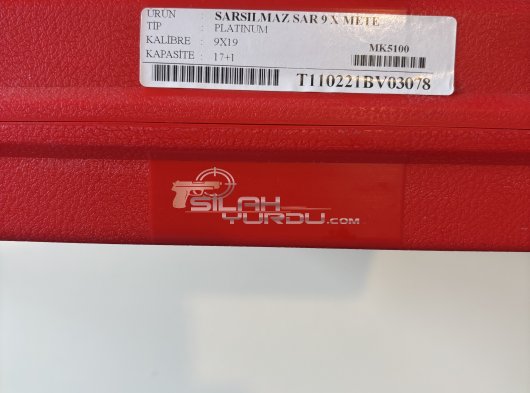 ÜRÜN : SARSILMAZ SAR 9 X METE
TİP : PLATINUM
KALİBRE : 9X19
KAPASİTE : 17+1
MK5100
T110221BV03078
SILAH
YURDU.COM